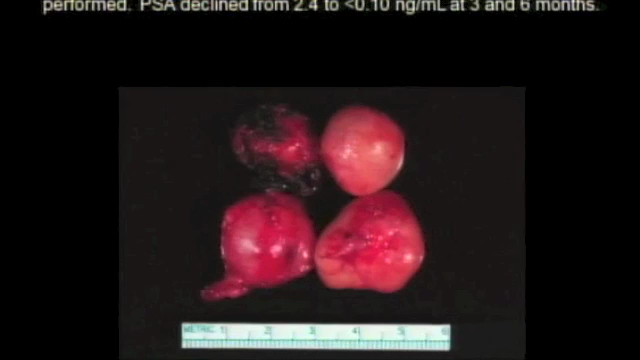 performed. PSA declined from 2.4 to <0.10 ng/mL at 3 and 6 months.
METRIC 1 2 3 4 5 6